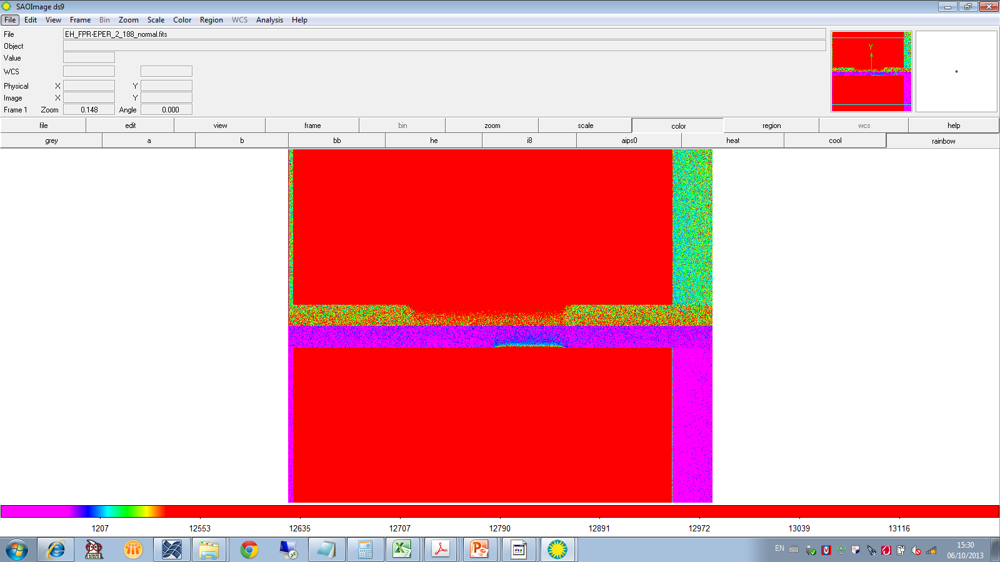 SAOImage ds9
File Edit View Frame Bin Zoom Scale Color Region WCS Analysis Help
File EH_FPR-EPER_2_188_normal.fits
Object
Value
WCS
Physical X Y
Image X Y
Frame 1 Zoom 0.148 Angle 0.000
Y
file edit view frame bin zoom scale color region wcs help
grey a b bb he i8 aips0 heat cool rainbow
1207 12553 12635 12707 12790 12891 12972 13039 13116
EN 15:30
06/10/2013